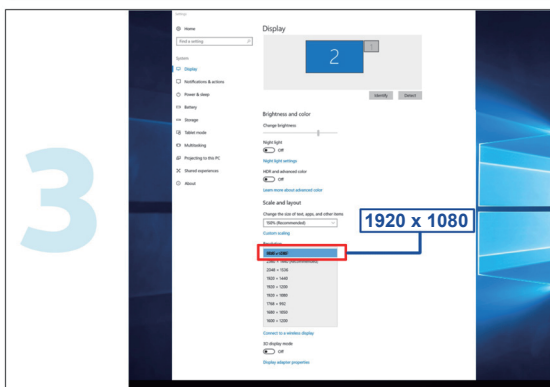 3
Settings
Home
Find a setting
System
Display
Notifications & actions
Power & sleep
Battery
Storage
Tablet mode
Multitasking
Projecting to this PC
Shared experiences
About
Display
2
1
Identify
Detect
Brightness and color
Change brightness
Night light
Off
Night light settings
HDR and advanced color
Off
Learn more about advanced color
Scale and layout
Change the size of text, apps, and other items
100% (Recommended)
Custom scaling
Resolution
1920 x 1080
2048 × 1536
1920 × 1440
1920 × 1200
1920 × 1080
1768 × 992
1680 × 1050
1600 × 1200
Connect to a wireless display
3D display mode
Off
Display adapter properties